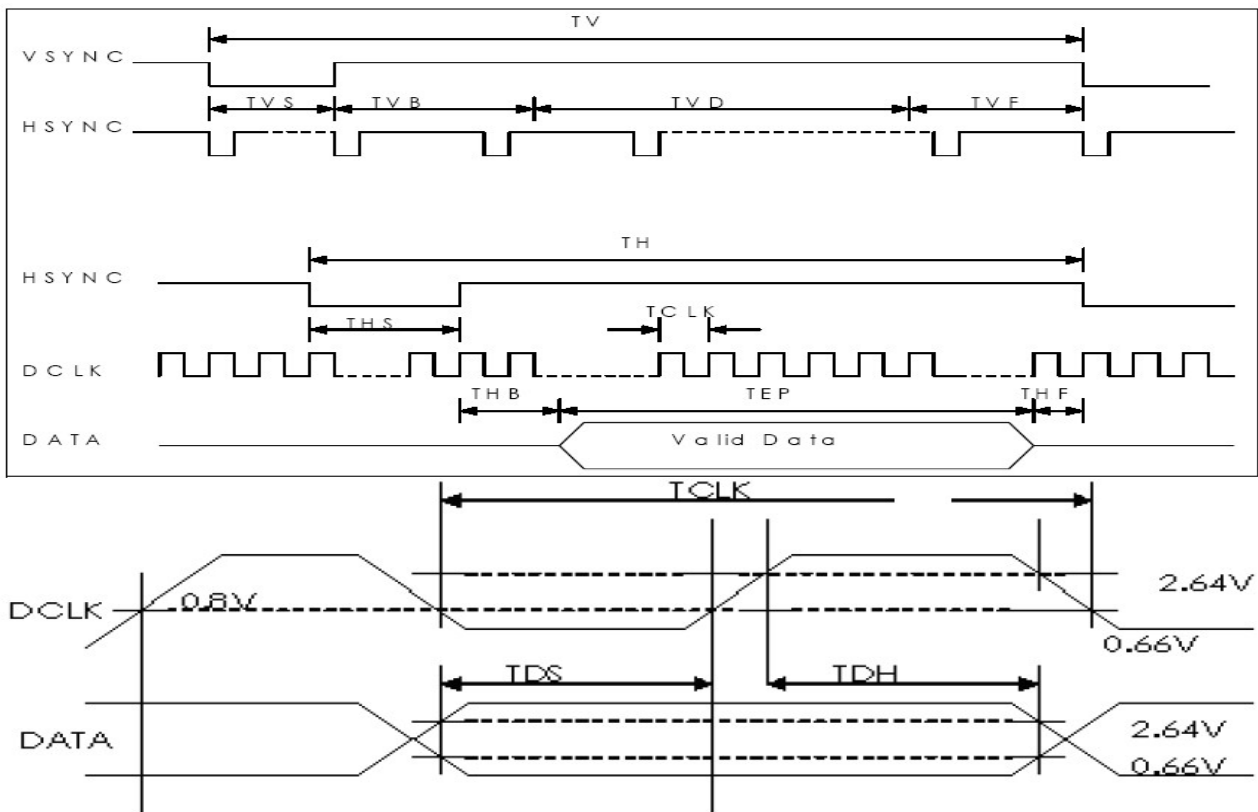 TV
VSYNC
TVS TVB TVD TVF
HSYNC
TH
HSYNC
THS TCLK
DCLK
THB TEP THF
DATA Valid Data
TCLK
0.8V 2.64V
DCLK
0.66V
TDS TDH
2.64V
DATA
0.66V